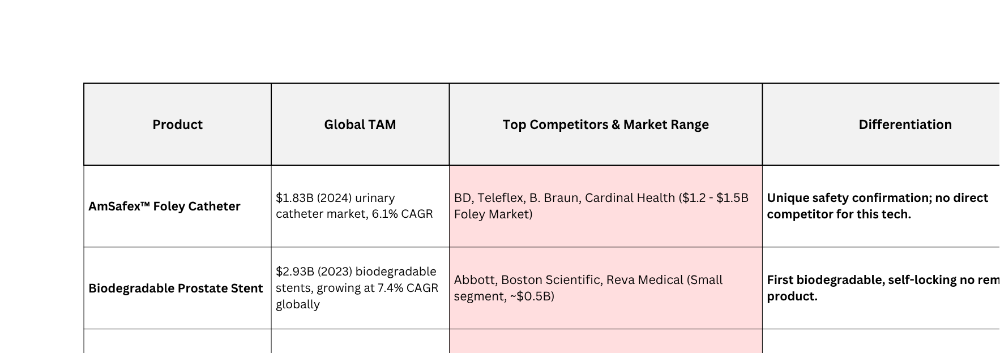 Product
Global TAM
Top Competitors & Market Range
Differentiation
AmSafex™ Foley Catheter
$1.83B (2024) urinary
catheter market, 6.1% CAGR
BD, Teleflex, B. Braun, Cardinal Health ($1.2 - $1.5B
Foley Market)
Unique safety confirmation; no direct
competitor for this tech.
Biodegradable Prostate Stent
$2.93B (2023) biodegradable
stents, growing at 7.4% CAGR
globally
Abbott, Boston Scientific, Reva Medical (Small
segment, ~$0.5B)
First biodegradable, self-locking no
product.